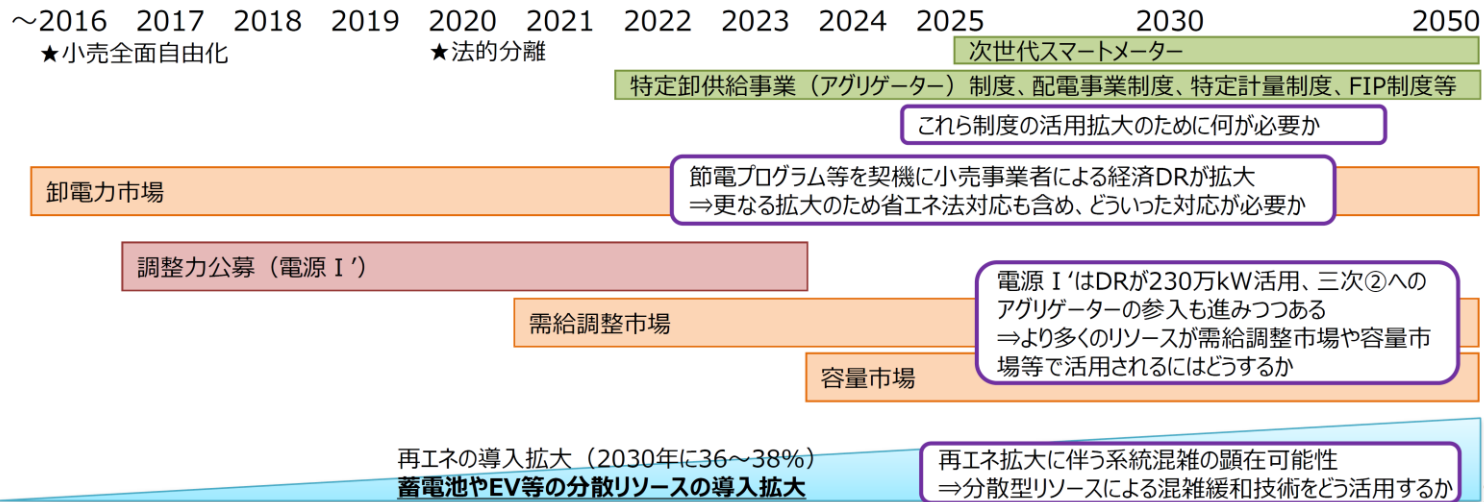 ～2016 2017 2018 2019 2020 2021 2022 2023 2024 2025 2030 2050
★小売全面自由化 ★法的分離
次世代スマートメーター
特定卸供給事業（アグリゲーター）制度、配電事業制度、特定計量制度、FIP制度等
これら制度の活用拡大のために何が必要か
卸電力市場
節電プログラム等を契機に小売事業者による経済DRが拡大
⇒更なる拡大のため省エネ法対応も含め、どういった対応が必要か
調整力公募（電源Ⅰ’）
電源Ⅰ‘はDRが230万kW活用、三次②への
アグリゲーターの参入も進みつつある
⇒より多くのリソースが需給調整市場や容量市
場等で活用されるにはどうするか
需給調整市場
容量市場
再エネの導入拡大（2030年に36～38%）
蓄電池やEV等の分散リソースの導入拡大
再エネ拡大に伴う系統混雑の顕在可能性
⇒分散型リソースによる混雑緩和技術をどう活用するか